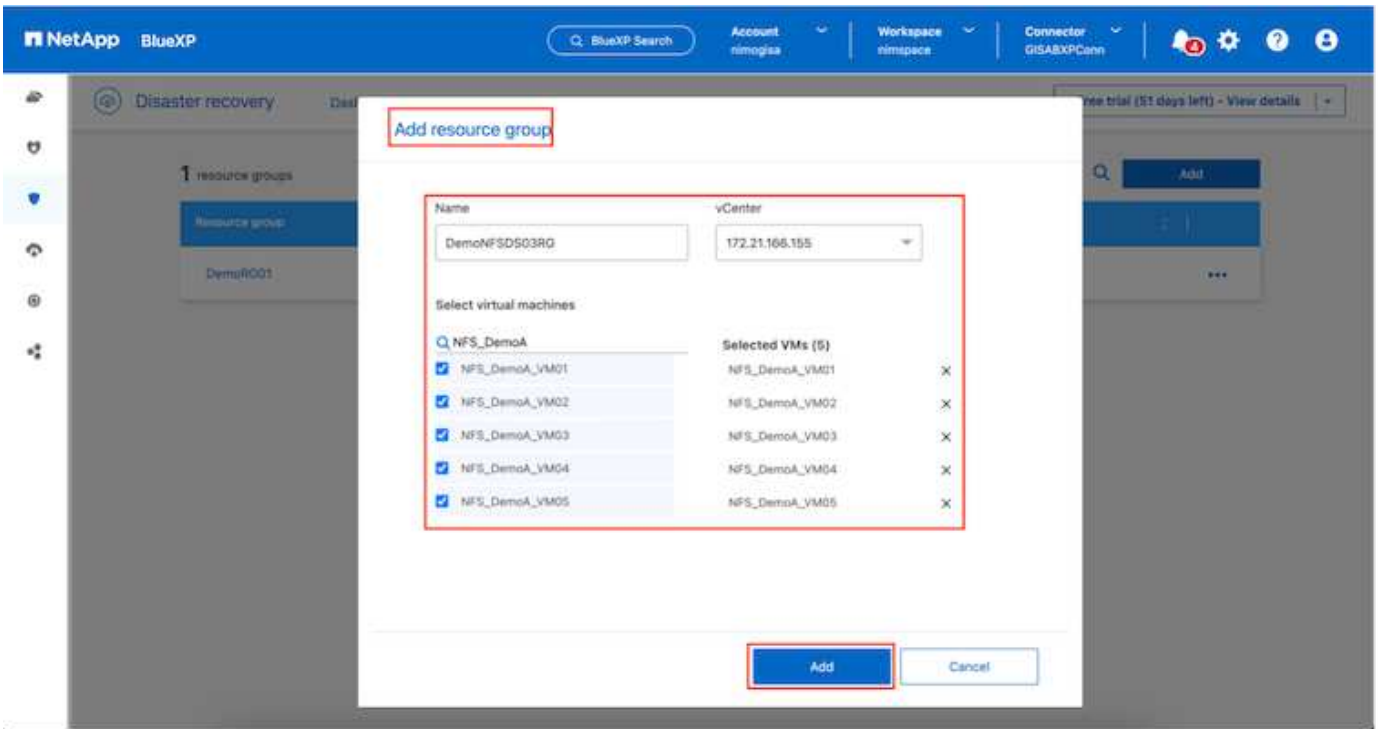 NetApp BlueXP
BlueXP Search
Account
nimogisa
Workspace
nimspace
Connector
GISABXPConn
4
Disaster recovery
Free trial (51 days left) - View details
1 resource groups
Add
Resource group
DemoRG01
Add resource group
Name
vCenter
DemoNFSDS03RG
172.21.166.155
Select virtual machines
NFS_DemoA
Selected VMs (5)
NFS_DemoA_VM01
NFS_DemoA_VM01
NFS_DemoA_VM02
NFS_DemoA_VM02
NFS_DemoA_VM03
NFS_DemoA_VM03
NFS_DemoA_VM04
NFS_DemoA_VM04
NFS_DemoA_VM05
NFS_DemoA_VM05
Add
Cancel